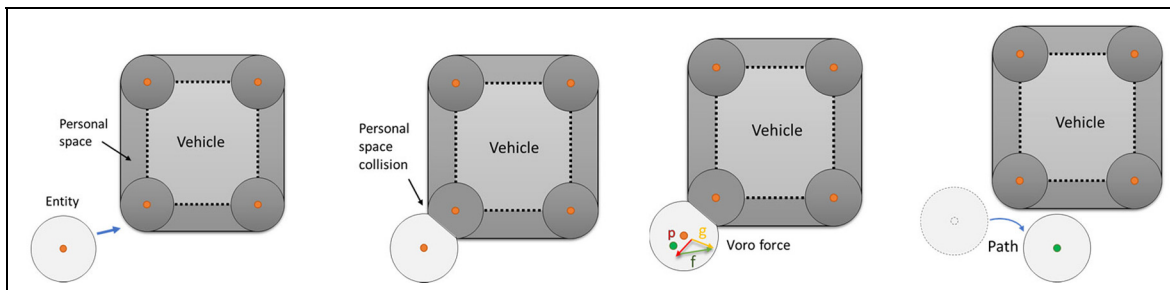 Personal
space
Vehicle
Entity
Personal
space
collision
Vehicle
Vehicle
p
g
f
Voro force
Vehicle
Path